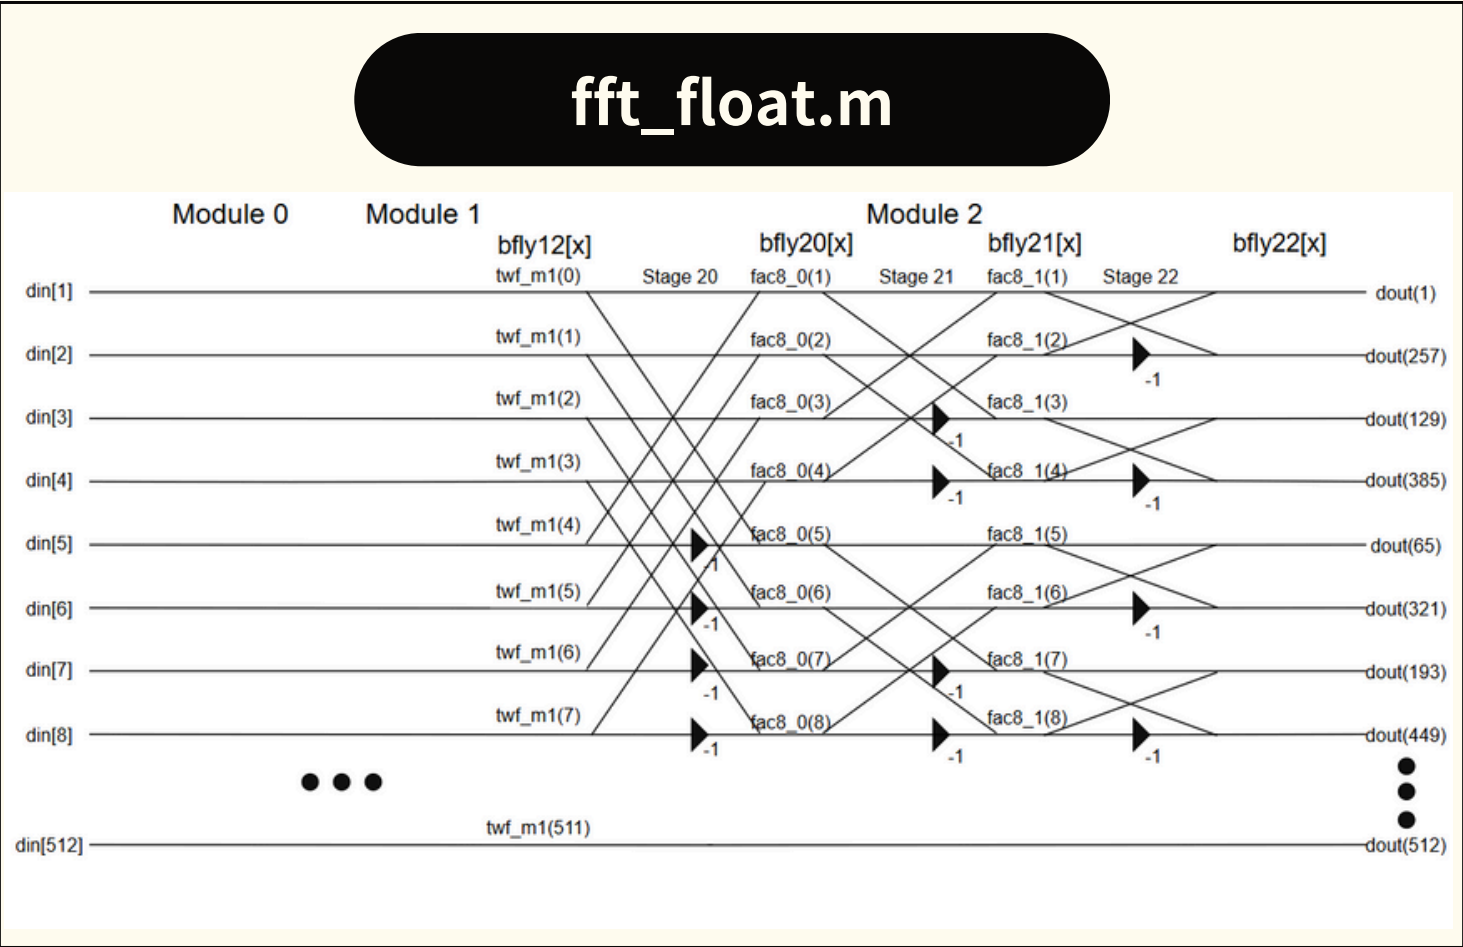 fft_float.m
Module 0 Module 1 Module 2
bfly12[x] bfly20[x] bfly21[x] bfly22[x]
twf_m1(0) Stage 20 fac8_0(1) Stage 21 fac8_1(1) Stage 22
din[1] dout(1)
twf_m1(1) fac8_0(2) fac8_1(2)
din[2] dout(257)
-1
twf_m1(2) fac8_0(3) fac8_1(3)
din[3] dout(129)
-1
twf_m1(3) fac8_0(4) fac8_1(4)
din[4] dout(385)
-1 -1
twf_m1(4) fac8_0(5) fac8_1(5)
din[5] dout(65)
-1
twf_m1(5) fac8_0(6) fac8_1(6)
din[6] dout(321)
-1 -1
twf_m1(6) fac8_0(7) fac8_1(7)
din[7] dout(193)
-1 -1
twf_m1(7) fac8_0(8) fac8_1(8)
din[8] dout(449)
-1 -1 -1
twf_m1(511)
din[512] dout(512)